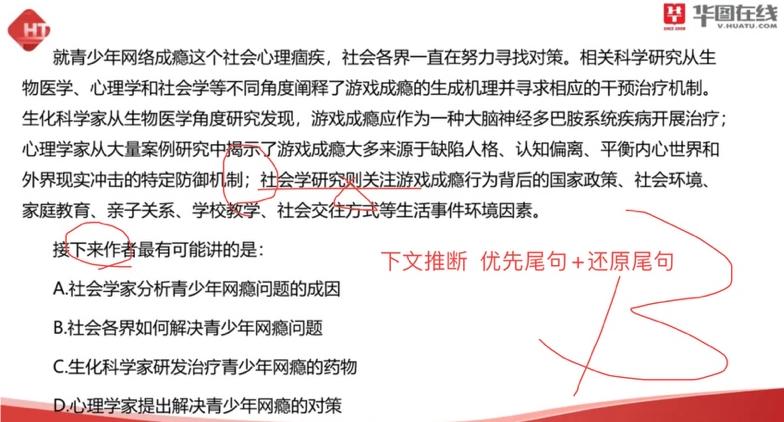 HT
华图在线
V.HUATU.COM
就青少年网络成瘾这个社会心理痼疾，社会各界一直在努力寻找对策。相关科学研究从生
物医学、心理学和社会学等不同角度阐释了游戏成瘾的生成机理并寻求相应的干预治疗机制。
生化科学家从生物医学角度研究发现，游戏成瘾应作为一种大脑神经多巴胺系统疾病开展治疗；
心理学家从大量案例研究中揭示了游戏成瘾大多来源于缺陷人格、认知偏离、平衡内心世界和
外界现实冲击的特定防御机制；社会学研究则关注游戏成瘾行为背后的国家政策、社会环境、
家庭教育、亲子关系、学校教学、社会交往方式等生活事件环境因素。
接下来作者最有可能讲的是：
下文推断 优先尾句+还原尾句
A.社会学家分析青少年网瘾问题的成因
B.社会各界如何解决青少年网瘾问题
C.生化科学家研发治疗青少年网瘾的药物
D.心理学家提出解决青少年网瘾的对策
B